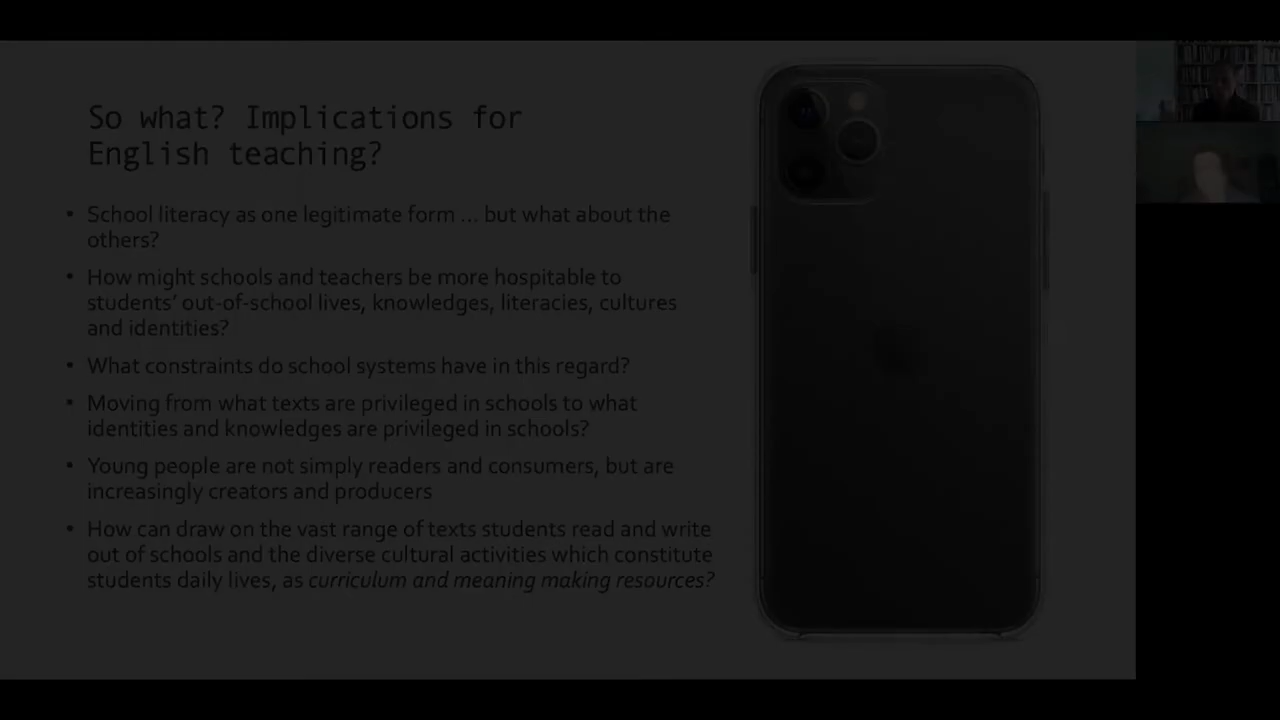 So what? Implications for
English teaching?
• School literacy as one legitimate form ... but what about the
others?
• How might schools and teachers be more hospitable to
students’ out-of-school lives, knowledges, literacies, cultures
and identities?
• What constraints do school systems have in this regard?
• Moving from what texts are privileged in schools to what
identities and knowledges are privileged in schools?
• Young people are not simply readers and consumers, but are
increasingly creators and producers
• How can draw on the vast range of texts students read and write
out of schools and the diverse cultural activities which constitute
students daily lives, as curriculum and meaning making resources?